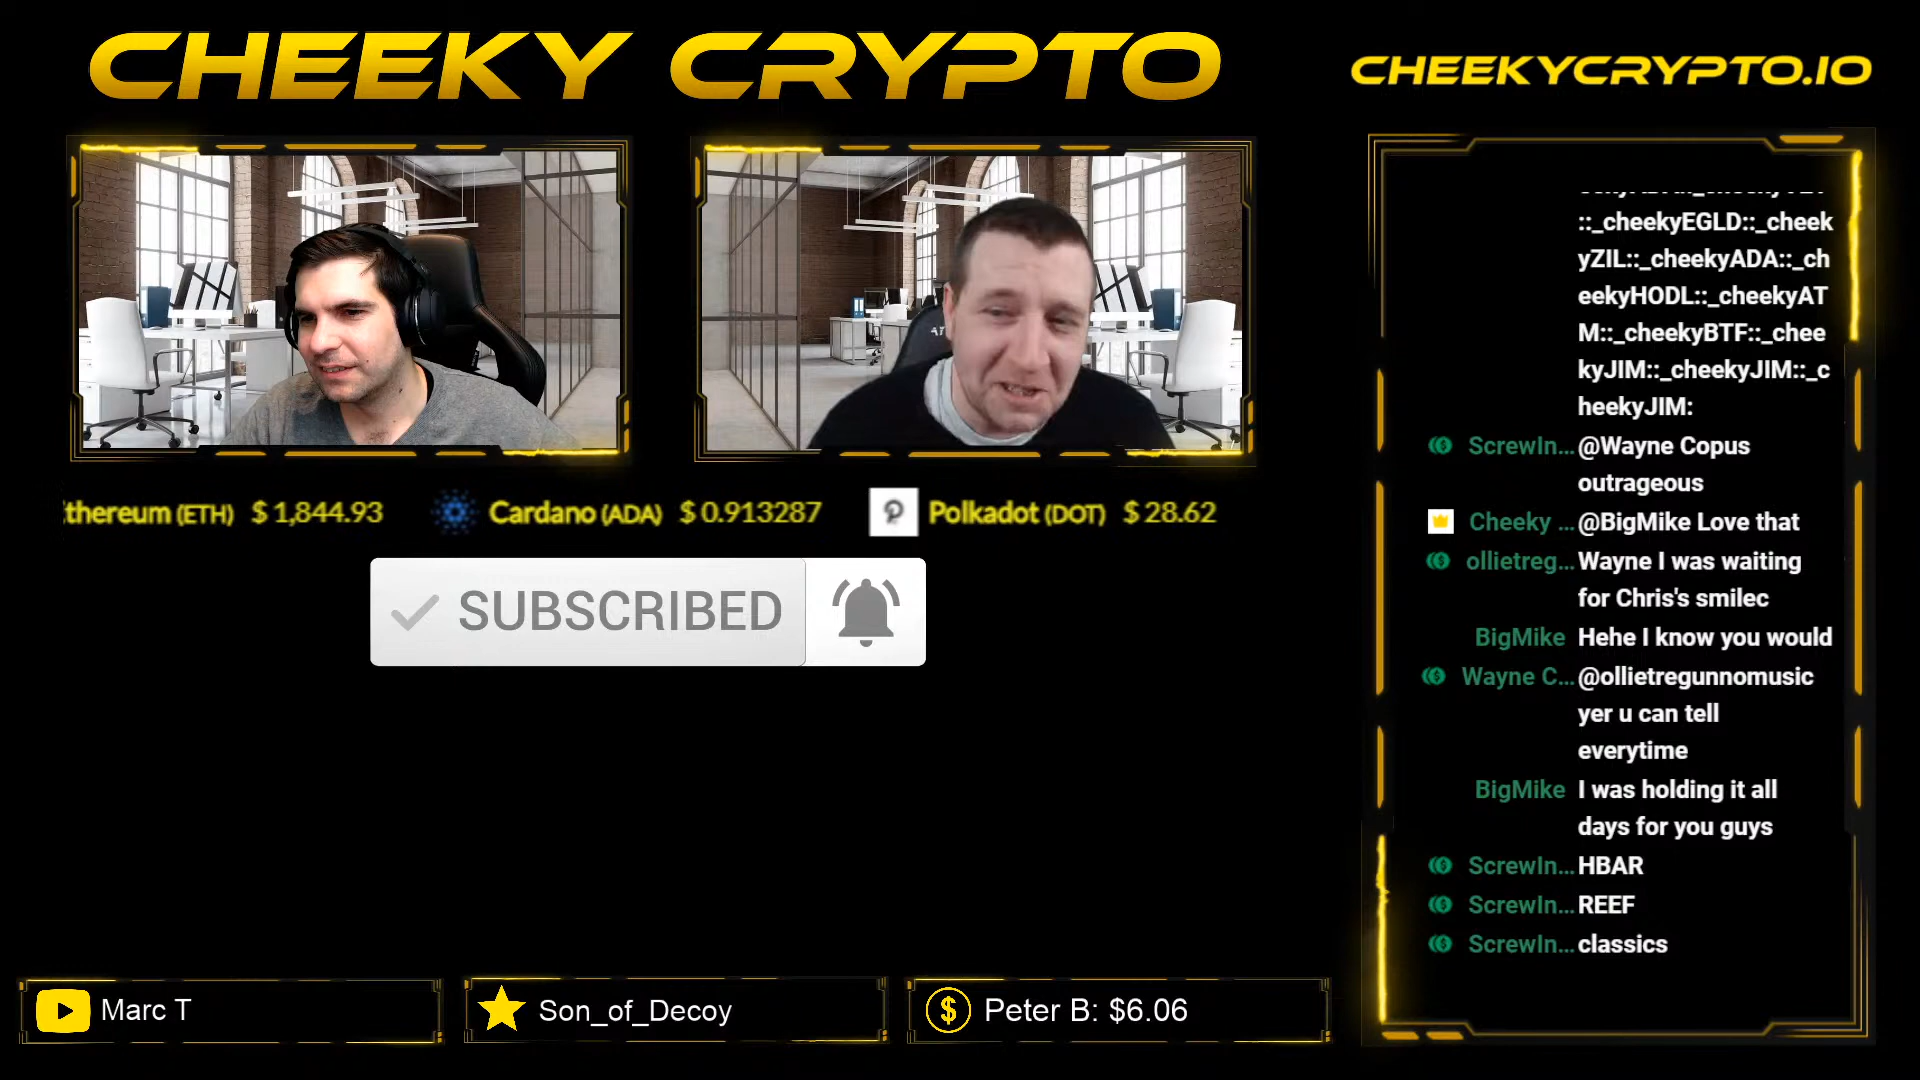 CHEEKY CRYPTO
CHEEKYCRYPTO.IO
::_cheekyEGLD::_cheek
yZIL::_cheekyADA::_ch
eekyHODL::_cheekyAT
M::_cheekyBTF::_chee
kyJIM::_cheekyJIM::_c
heekyJIM:
ScrewIn... @Wayne Copus
outrageous
Cheeky ... @BigMike Love that
ollietreg... Wayne I was waiting
for Chris's smilec
BigMike Hehe I know you would
Wayne C... @ollietregunnomusic
yer u can tell
everytime
BigMike I was holding it all
days for you guys
ScrewIn... HBAR
ScrewIn... REEF
ScrewIn... classics
thereum (ETH) $ 1,844.93 Cardano (ADA) $ 0.913287 Polkadot (DOT) $ 28.62
SUBSCRIBED
Marc T
Son_of_Decoy
Peter B: $6.06